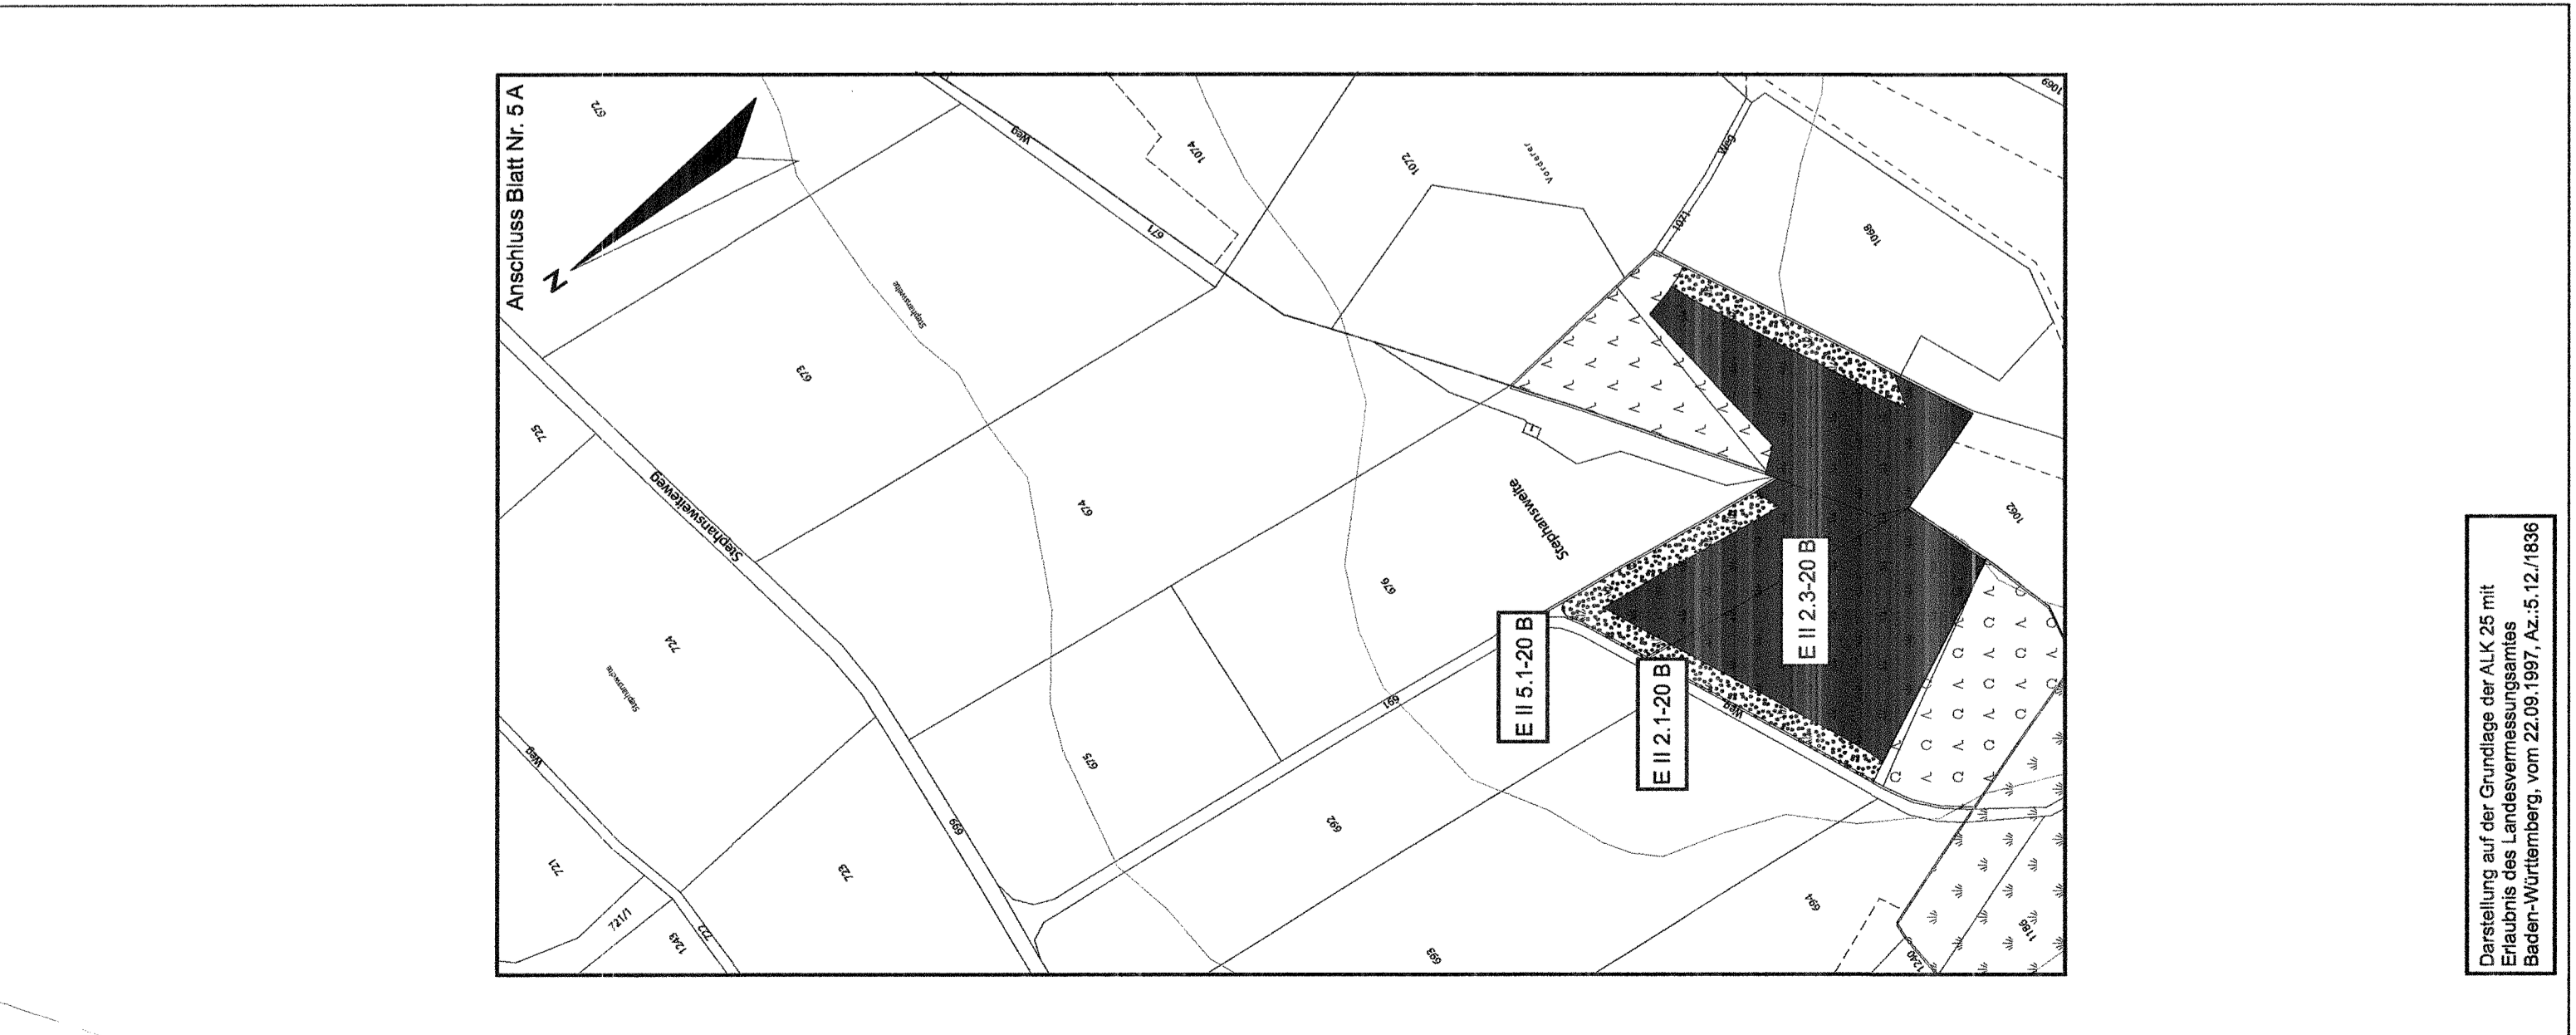 Anschluss Blatt Nr. 5 A
N
672
Weg
1074
671
1072
Vorderer
Weg
1071
1069
1068
Stephansweite
673
725
Stephansweiteweg
674
Stephansweite
676
1062
724
Stephansweite
E II 5.1-20 B
E II 2.1-20 B
E II 2.3-20 B
Weg
691
Weg
675
699
692
721
723
721/1
1243
722
693
694
1240
1186
Darstellung auf der Grundlage der ALK 25 mit
Erlaubnis des Landesvermessungsamtes
Baden-Württemberg, vom 22.09.1997, Az.:5.12./1836